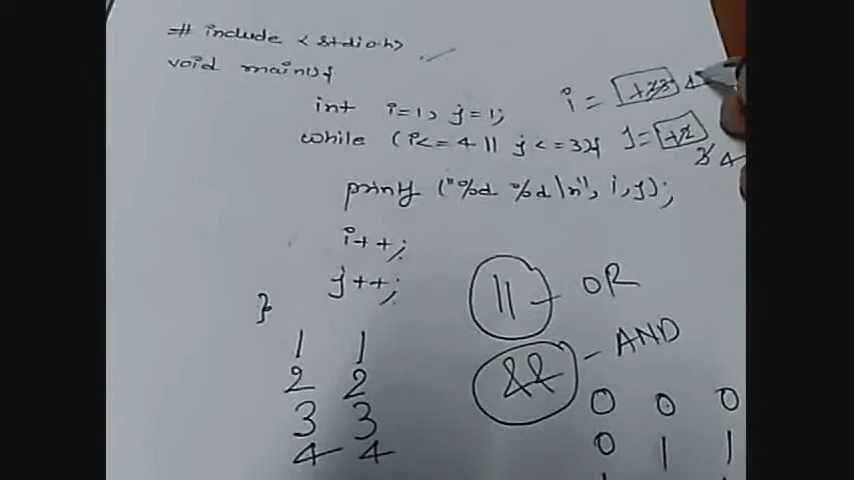 # include <stdio.h>
void main(){
int i=1, j=1;
while (i<=4 || j<=3){
printf ("%d %d\n", i,j);
i++;
j++;
}
1 1
2 2
3 3
4 4
i = 1 2 3 4
j = 1 2
3 4
|| - OR
&& - AND
0 0 0
0 1 1